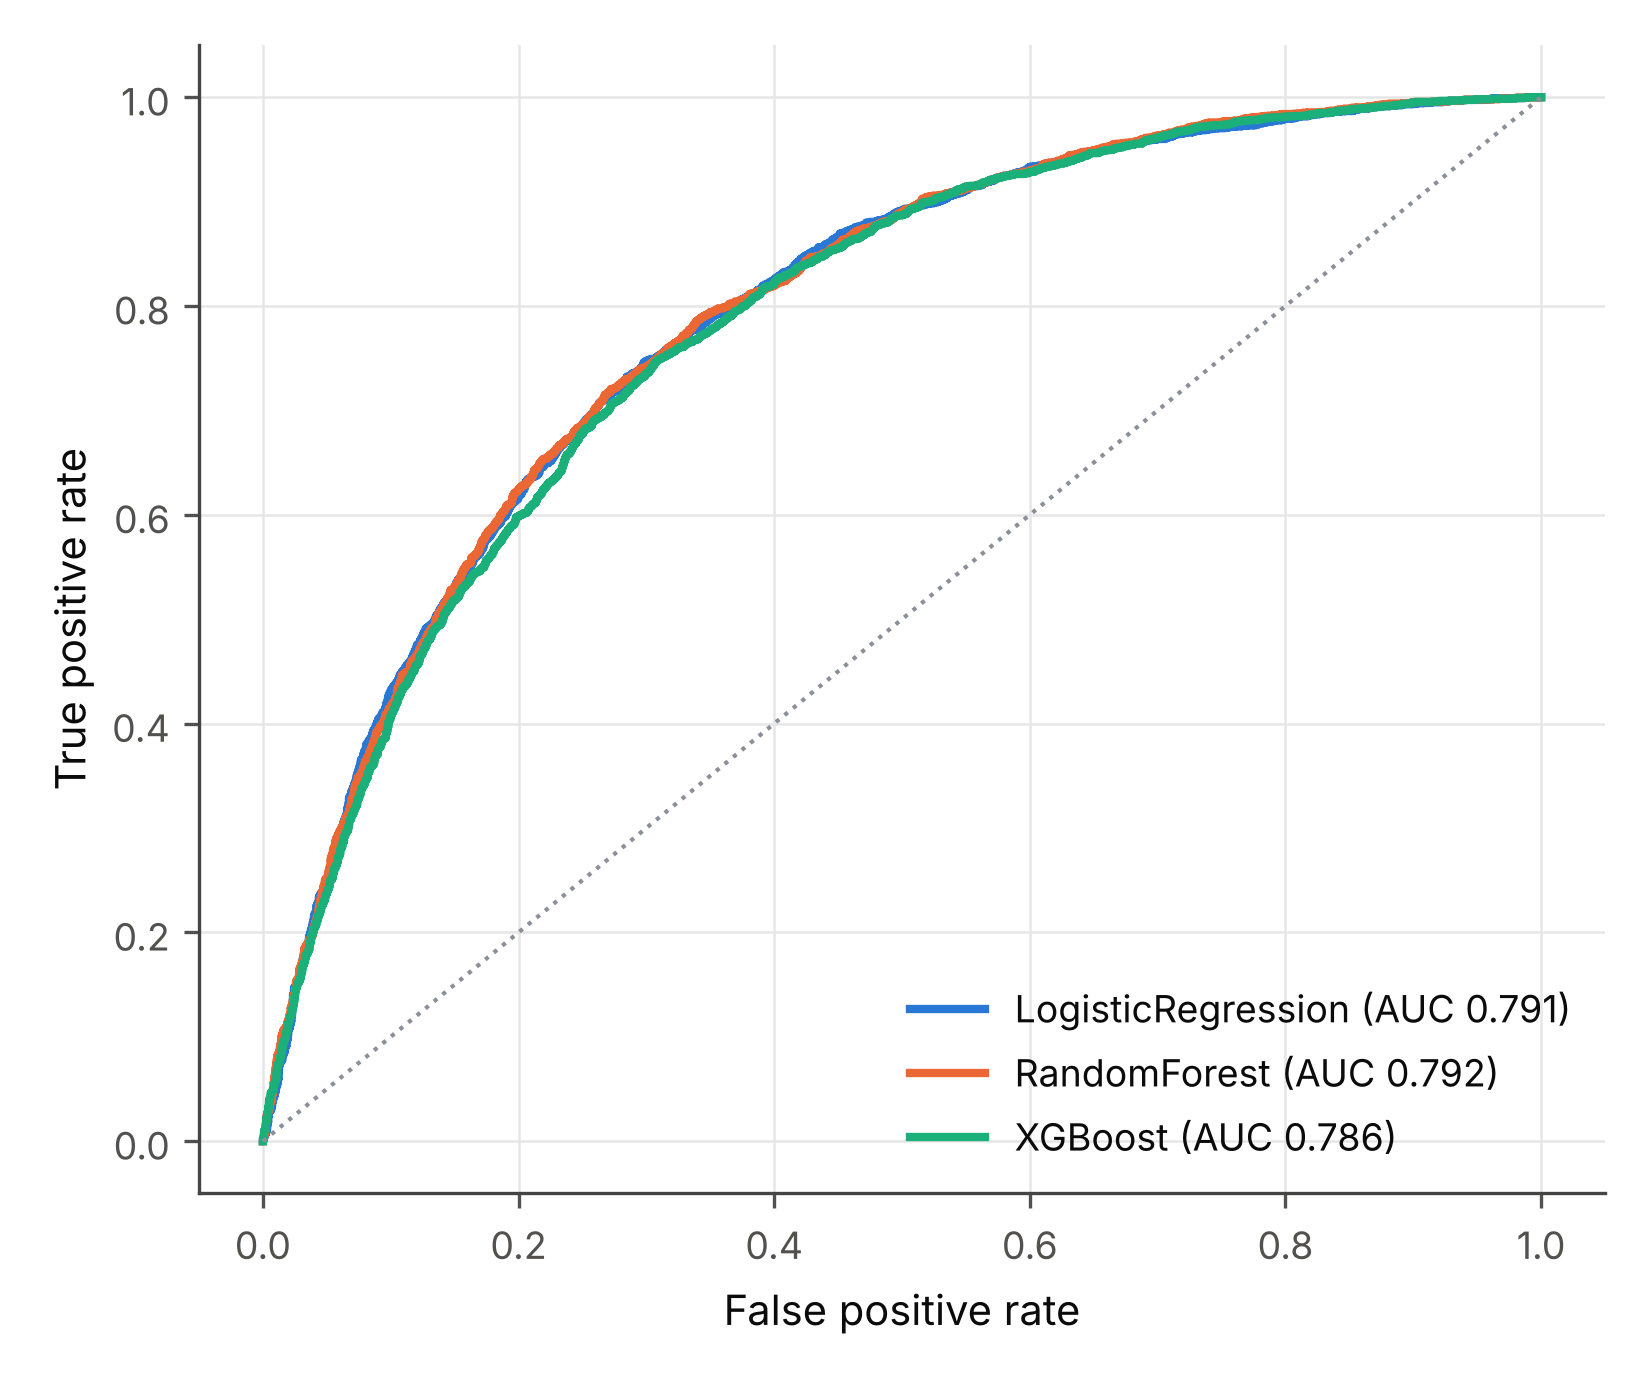 1.0
0.8
0.6
0.4
0.2
0.0
True positive rate
LogisticRegression (AUC 0.791)
RandomForest (AUC 0.792)
XGBoost (AUC 0.786)
0.0 0.2 0.4 0.6 0.8 1.0
False positive rate